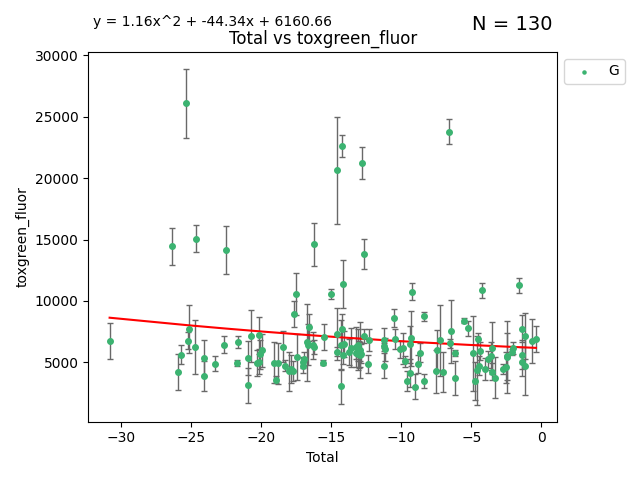 y = 1.16x^2 + -44.34x + 6160.66
N = 130
Total vs toxgreen_fluor
G
toxgreen_fluor
30000
25000
20000
15000
10000
5000
−30
−25
−20
−15
−10
−5
0
Total